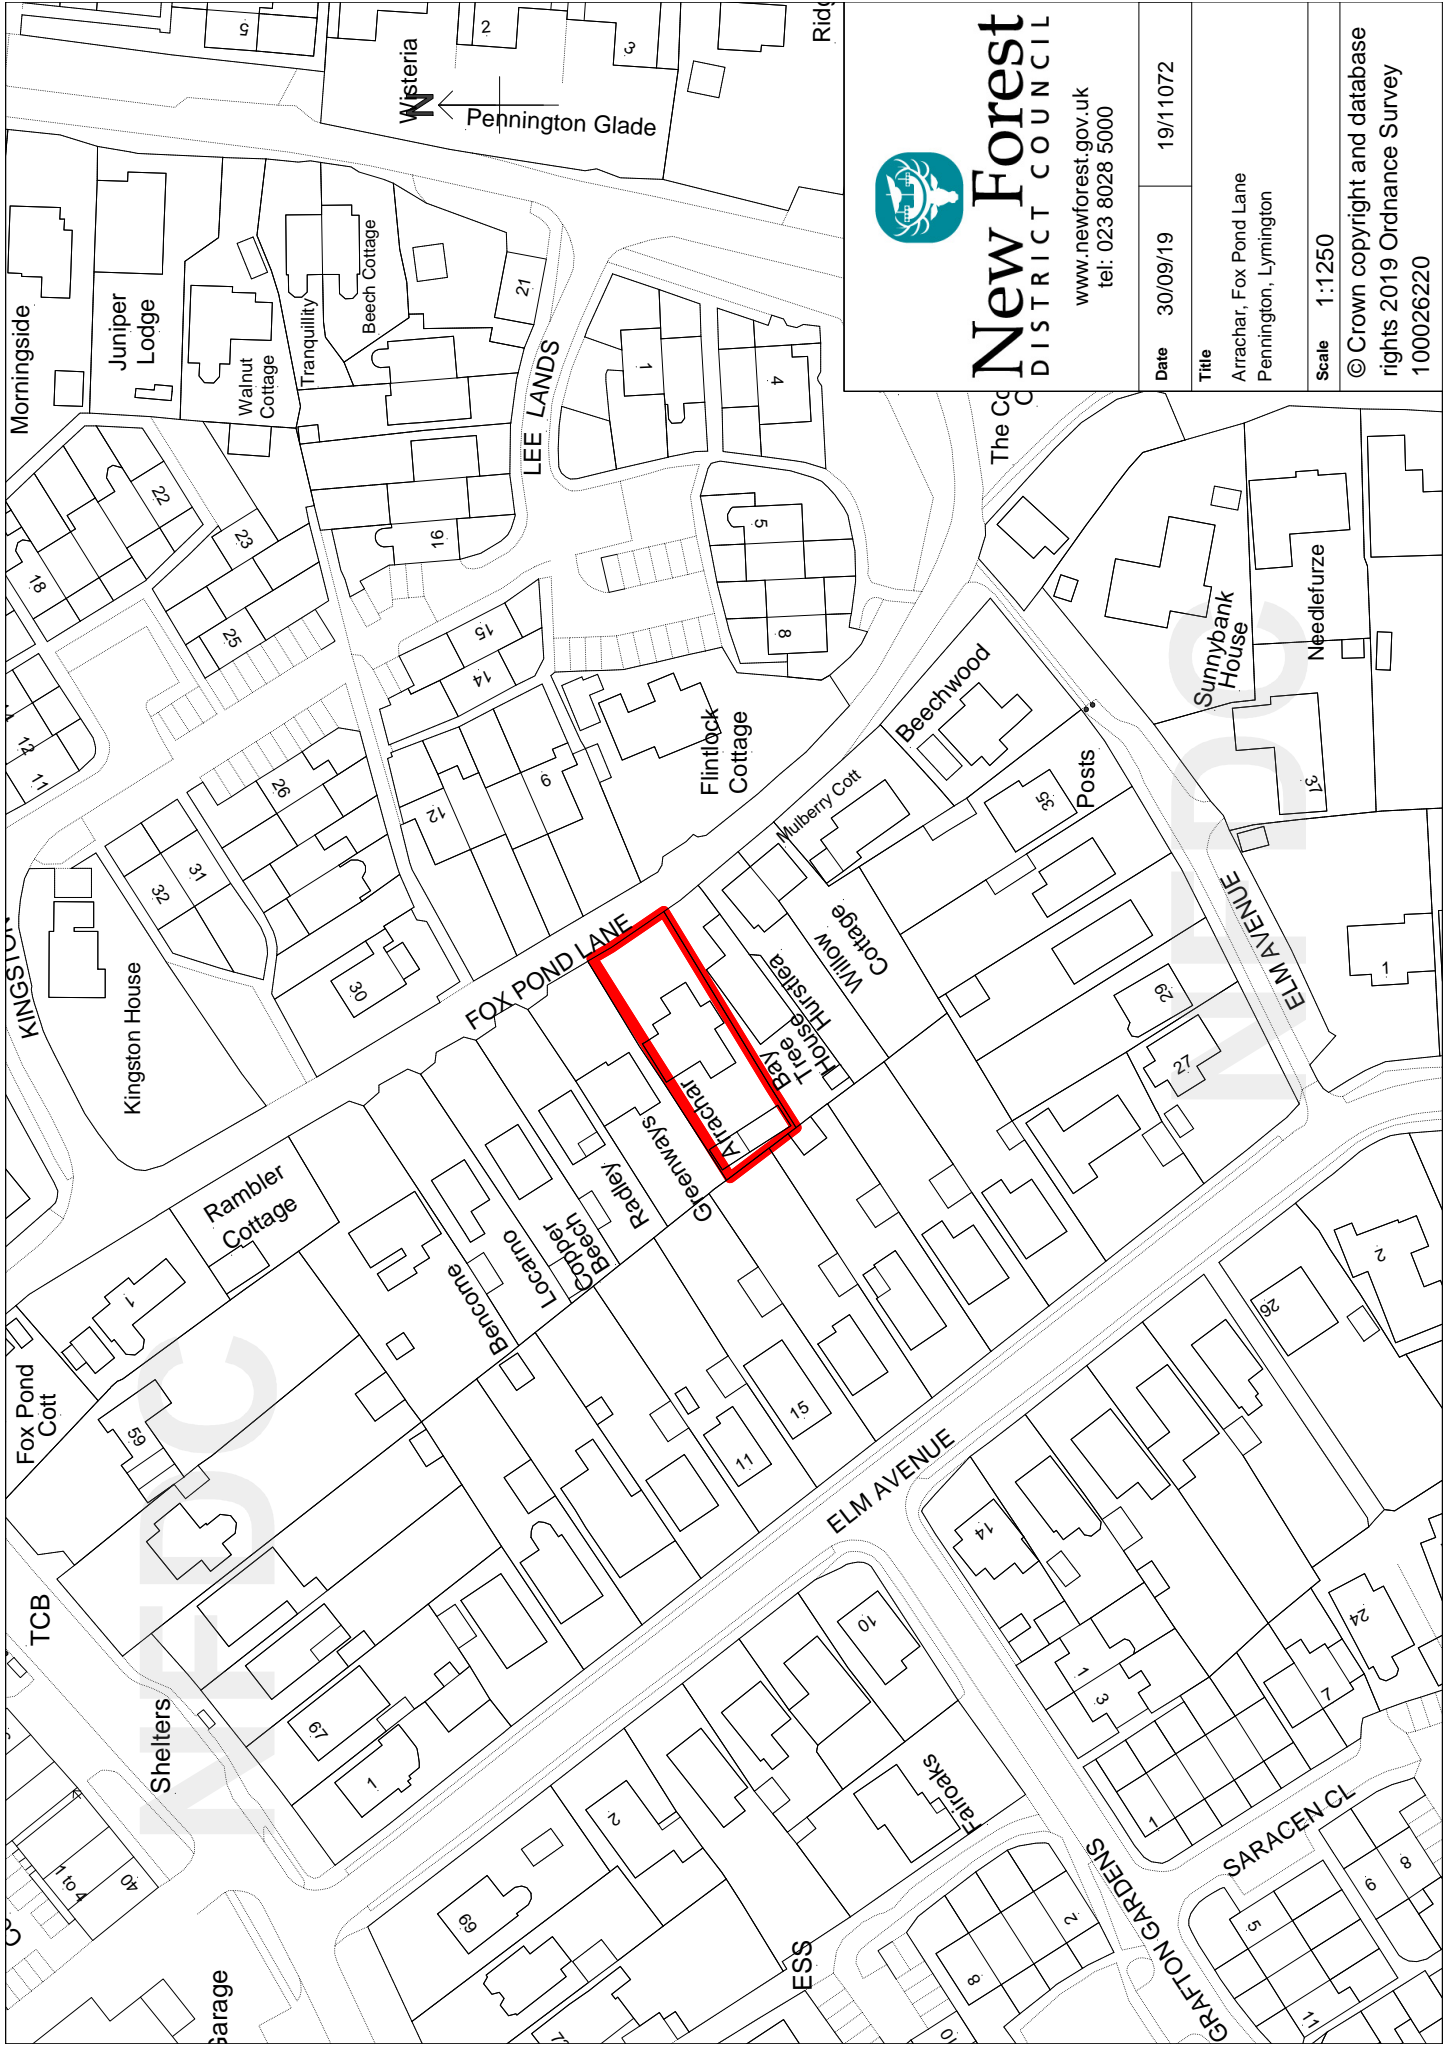 New Forest
DISTRICT COUNCIL
www.newforest.gov.uk
tel: 023 8028 5000
Date 30/09/19 19/11072
Title
Arrachar, Fox Pond Lane
Pennington, Lymington
Scale 1:1250
© Crown copyright and database
rights 2019 Ordnance Survey
100026220
N
Wisteria
Pennington Glade
5
2
3
Morningside
Juniper
Lodge
Walnut
Cottage
Tranquillity
Beech Cottage
21
LEE LANDS
1
4
5
8
16
15
14
22
18
23
25
12
11
26
12
9
31
32
30
Kingston House
Flintlock
Cottage
Beechwood
Mulberry Cott
Willow
Cottage
Hurstlea
Bay
Tree
House
Arrachar
Greenways
Radley
Copper
Beech
Locarno
Bencome
FOX POND LANE
Rambler
Cottage
1
Fox Pond
Cott
59
TCB
Shelters
67
1
1 to 4
40
69
2
11
15
ELM AVENUE
10
14
Fairoaks
ESS
35
Posts
Sunnybank
House
Needlefurze
37
29
27
ELM AVENUE
1
2
26
24
7
1
3
1
SARACEN CL
GRAFTON GARDENS
2
8
5
6
8
11
NFDC
NFDC